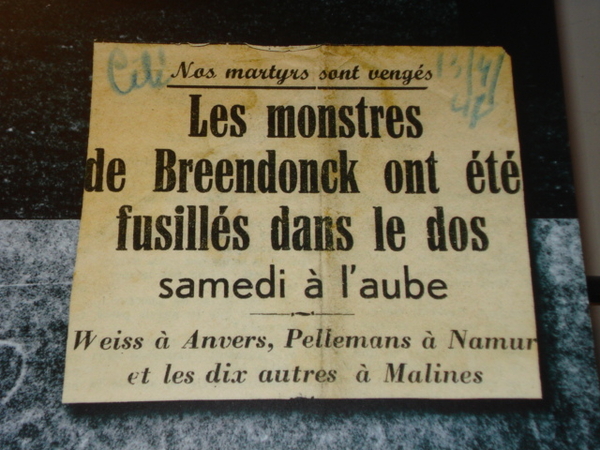 Nos martyrs sont vengés
Les monstres
de Breendonck ont été
fusillés dans le dos
samedi à l'aube
Weiss à Anvers, Pellemans à Namur
et les dix autres à Malines